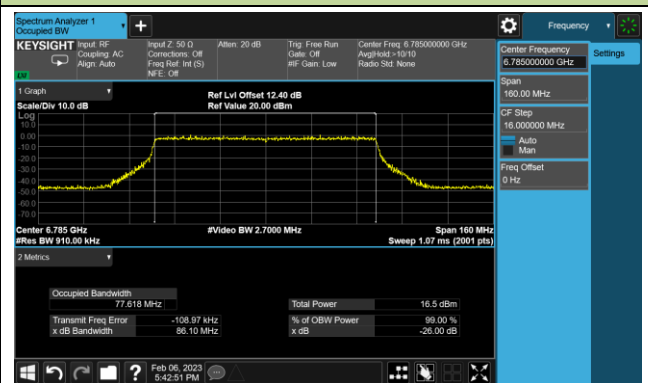 Spectrum Analyzer 1
Occupied BW
Frequency
KEYSIGHT
Input: RF
Coupling: AC
Align: Auto
Input Z: 50 Ω
Corrections: Off
Freq Ref: Int (S)
NFE: Off
Atten: 20 dB
Trig: Free Run
Gate: Off
#IF Gain: Low
Center Freq: 6.785000000 GHz
Avg|Hold:>10/10
Radio Std: None
Center Frequency
6.785000000 GHz
Settings
Span
160.00 MHz
CF Step
16.000000 MHz
Auto
Man
Freq Offset
0 Hz
1 Graph
Scale/Div 10.0 dB
Ref Lvl Offset 12.40 dB
Ref Value 20.00 dBm
Log
10.0
0.00
-10.0
-20.0
-30.0
-40.0
-50.0
-60.0
-70.0
Center 6.785 GHz
#Res BW 910.00 kHz
#Video BW 2.7000 MHz
Span 160 MHz
Sweep 1.07 ms (2001 pts)
2 Metrics
Occupied Bandwidth
77.618 MHz
Total Power 16.5 dBm
Transmit Freq Error -108.97 kHz
% of OBW Power 99.00 %
x dB Bandwidth 86.10 MHz
x dB -26.00 dB
?
Feb 06, 2023
5:42:51 PM